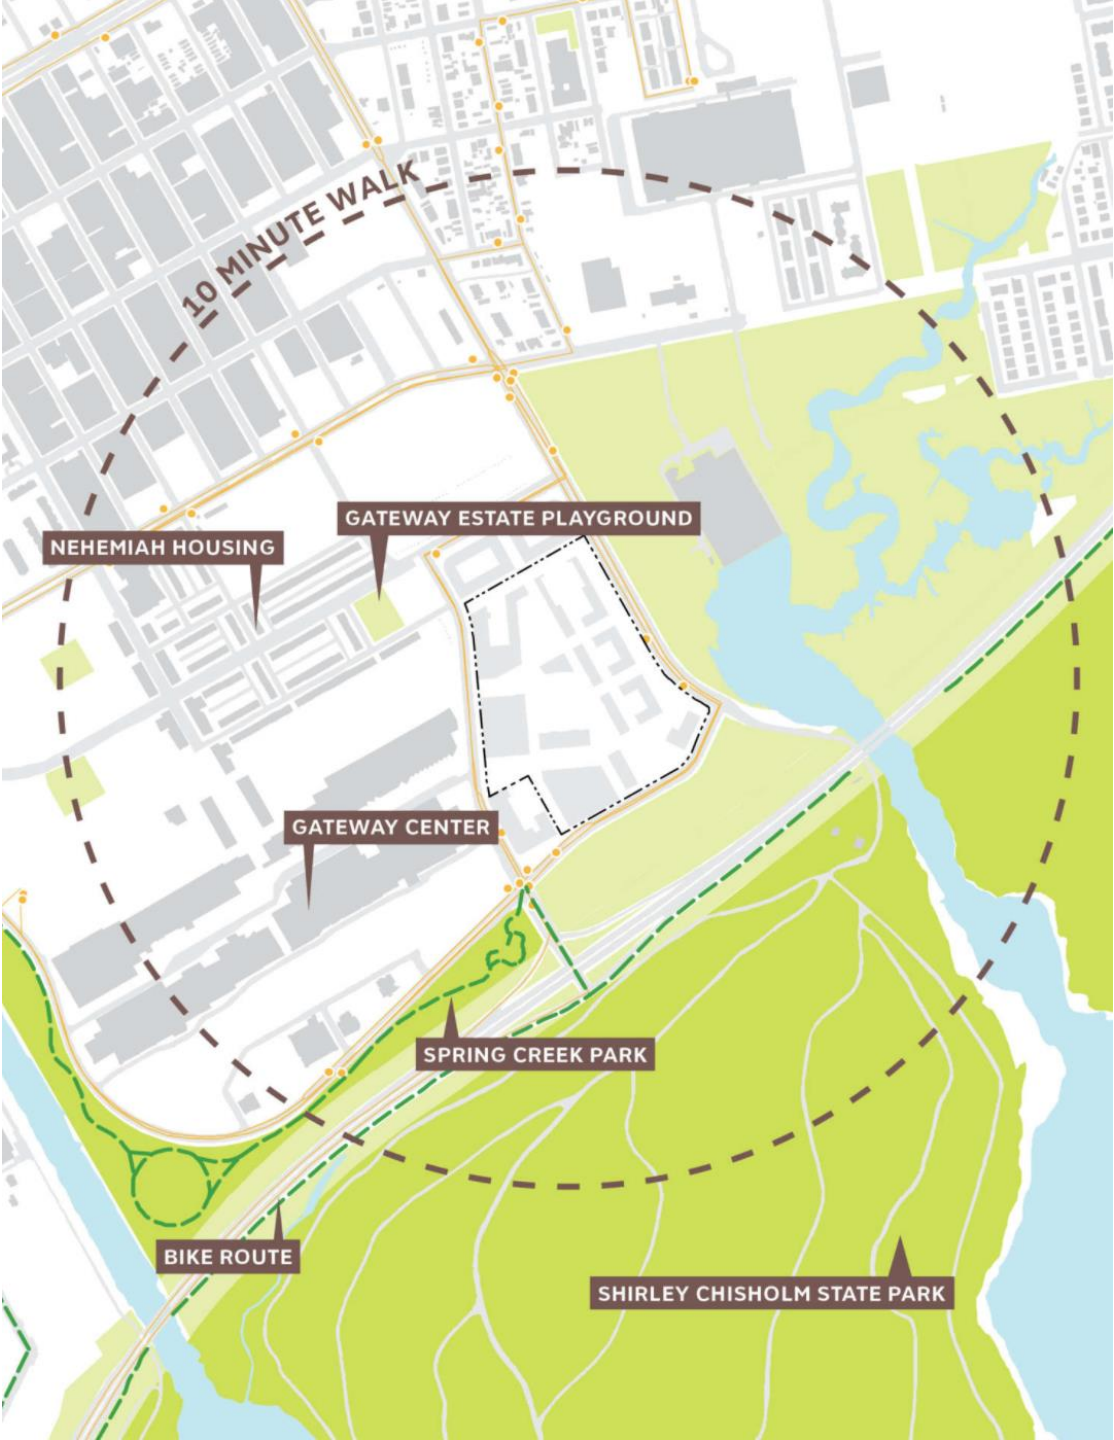 10 MINUTE WALK
GATEWAY ESTATE PLAYGROUND
NEHEMIAH HOUSING
GATEWAY CENTER
SPRING CREEK PARK
BIKE ROUTE
SHIRLEY CHISHOLM STATE PARK